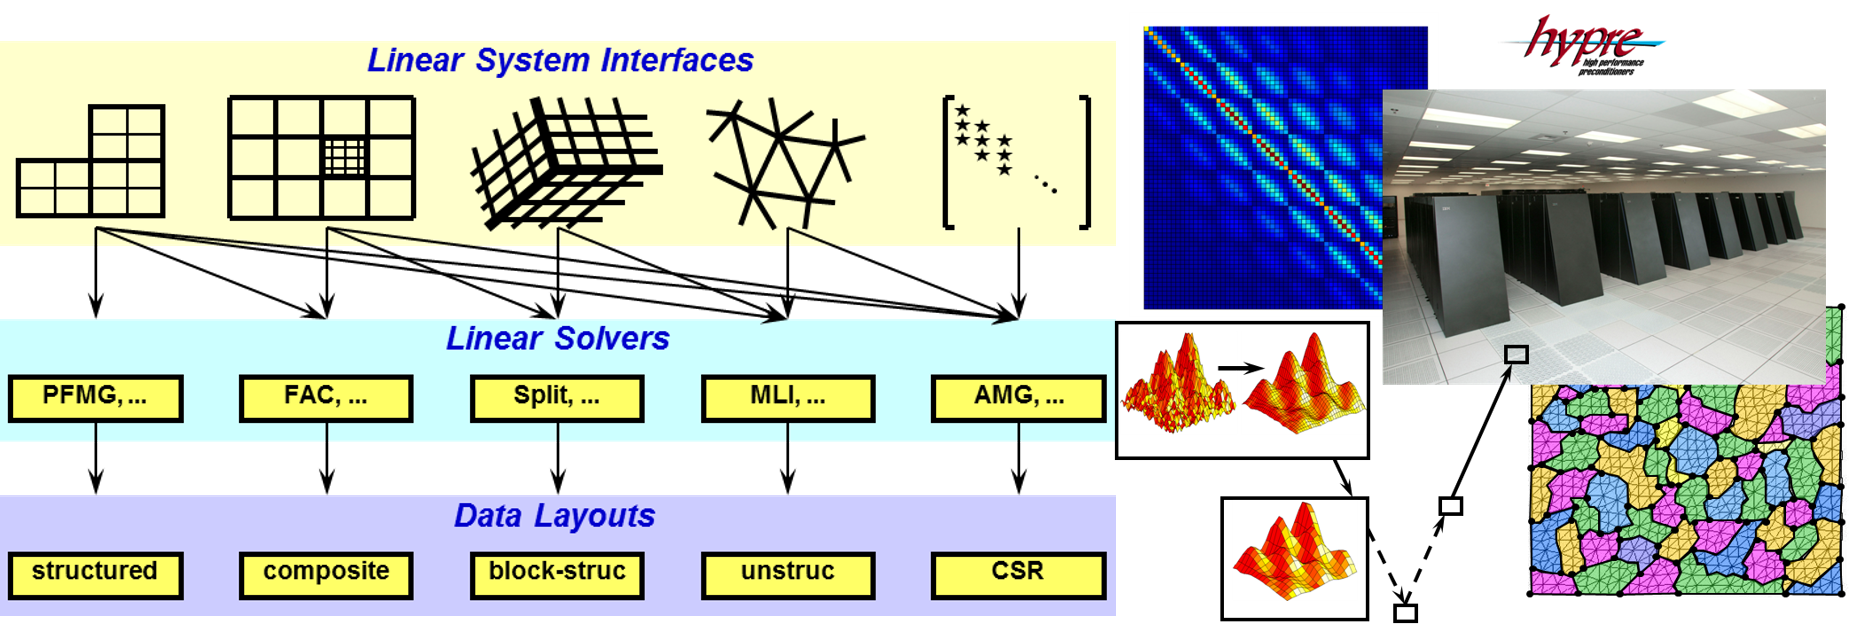 Linear System Interfaces
Linear Solvers
PFMG, ...
FAC, ...
Split, ...
MLI, ...
AMG, ...
Data Layouts
structured
composite
block-struc
unstruc
CSR
hypre
high performance
preconditioners